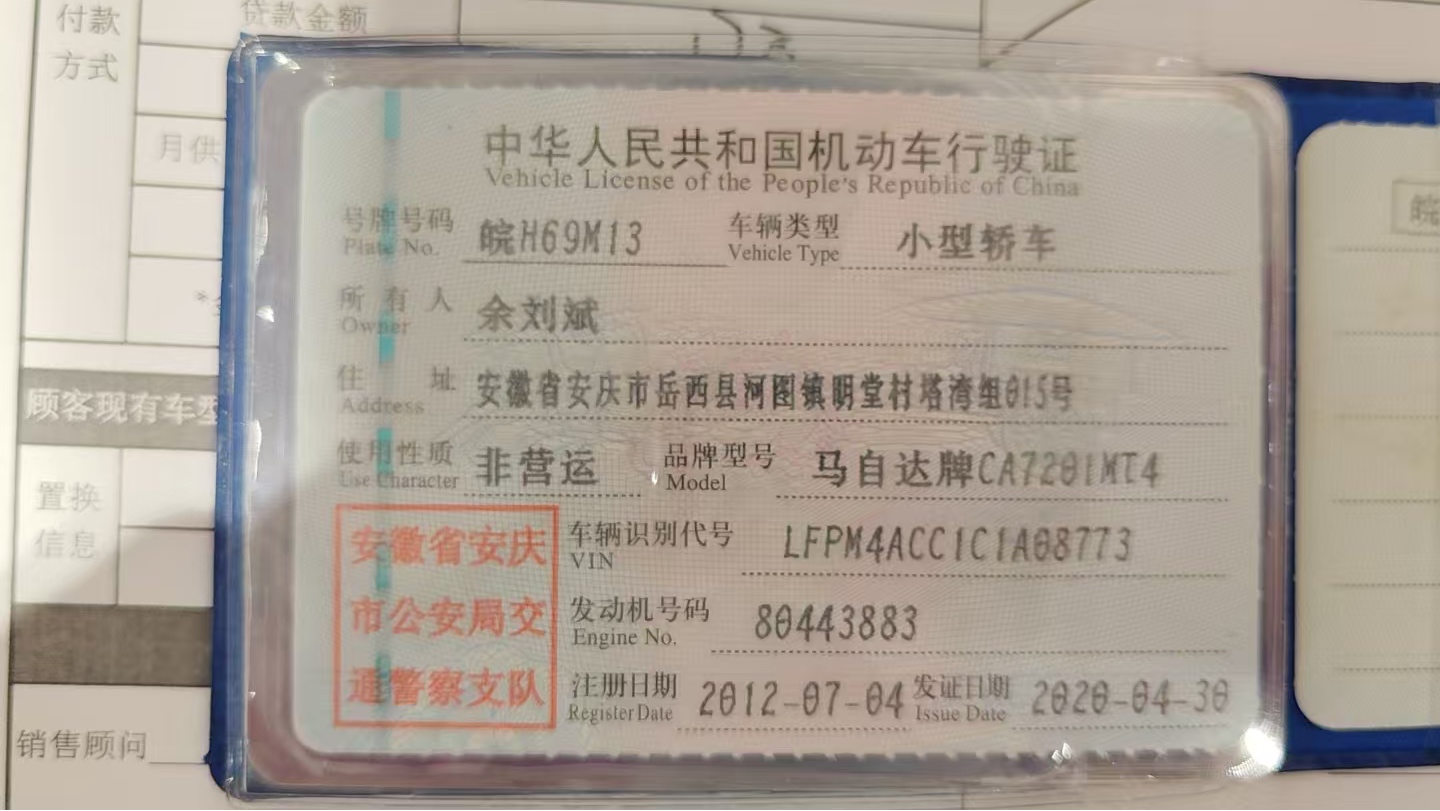 付款
方式
贷款金额
月供
顾客现有车型
置换
信息
销售顾问
中华人民共和国机动车行驶证
Vehicle License of the People's Republic of China
号牌号码 皖H69M13 车辆类型 小型轿车
Plate No. Vehicle Type
所有人 余刘斌
Owner
住址 安徽省安庆市岳西县河图镇明堂村塔湾组015号
Address
使用性质 非营运 品牌型号 马自达牌CA7201MT4
Use Character Model
安徽省安庆
市公安局交
通警察支队
车辆识别代号 LFPM4ACC1C1A08773
VIN
发动机号码 80443883
Engine No.
注册日期 2012-07-04 发证日期 2020-04-30
Register Date Issue Date
皖